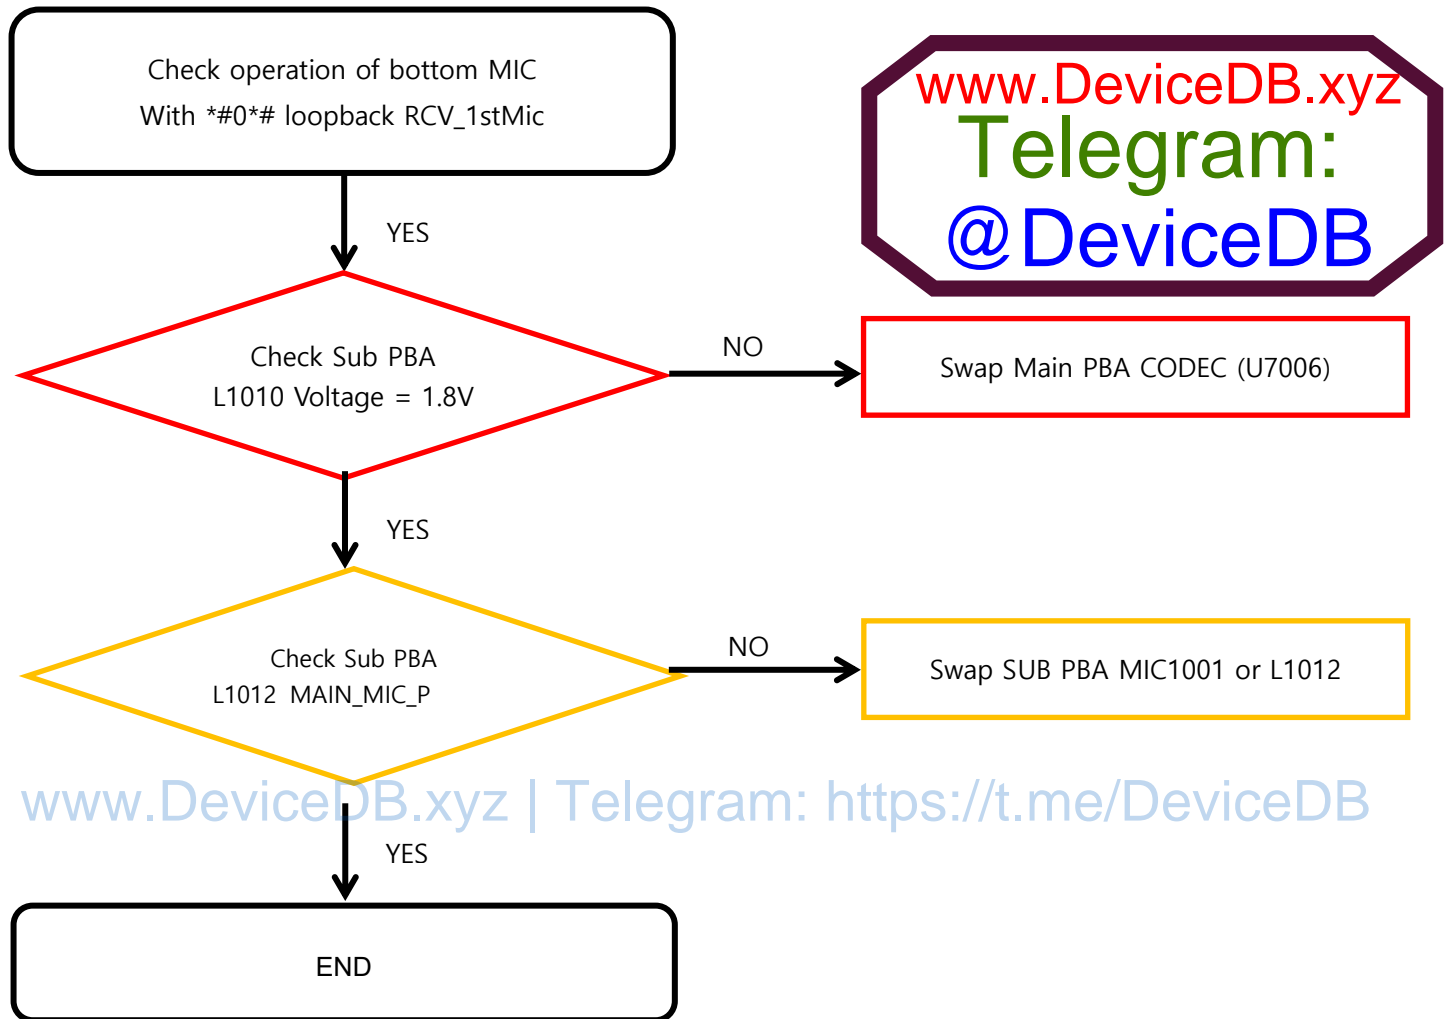 Check operation of bottom MIC
With *#0*# loopback RCV_1stMic
www.DeviceDB.xyz
Telegram:
@DeviceDB
YES
Check Sub PBA
L1010 Voltage = 1.8V
NO
Swap Main PBA CODEC (U7006)
YES
Check Sub PBA
L1012 MAIN_MIC_P
NO
Swap SUB PBA MIC1001 or L1012
www.DeviceDB.xyz | Telegram: https://t.me/DeviceDB
YES
END